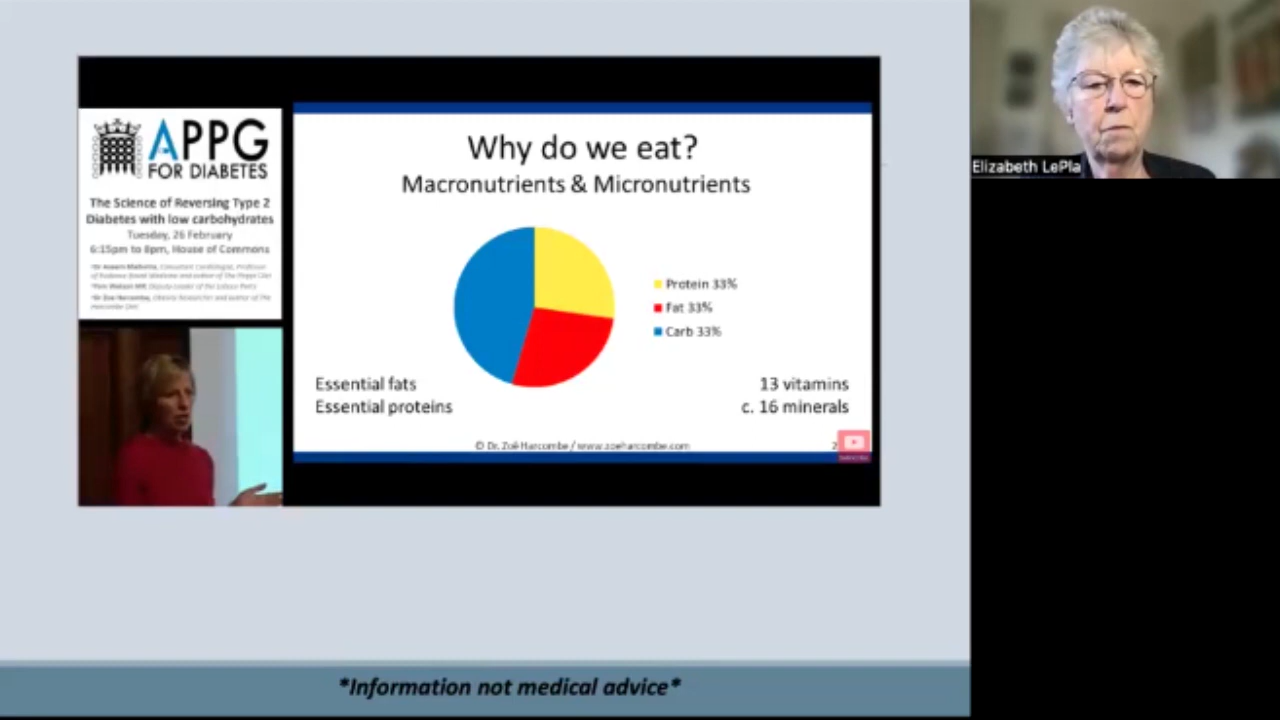 APPG
FOR DIABETES
The Science of Reversing Type 2
Diabetes with low carbohydrates
Tuesday, 26 February
6:15pm to 8pm, House of Commons
Why do we eat?
Macronutrients & Micronutrients
Protein 33%
Fat 33%
Carb 33%
Essential fats
Essential proteins
13 vitamins
c. 16 minerals
© Dr. Zoë Harcombe / www.zoeharcombe.com
2
Elizabeth LePla
*Information not medical advice*